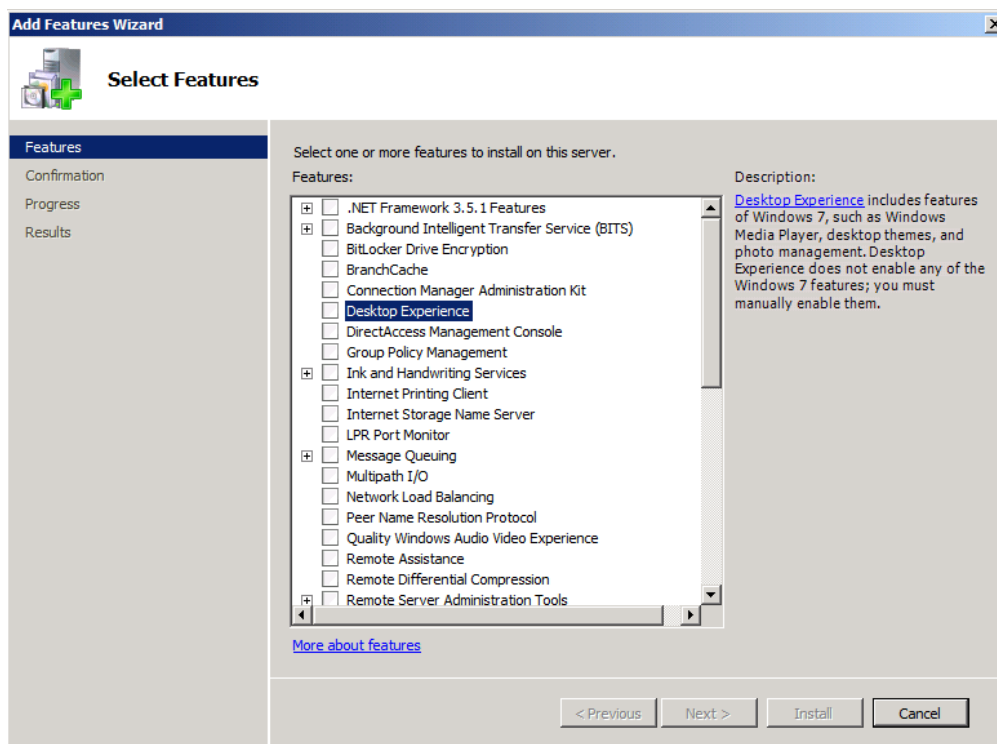 Add Features Wizard
Select Features
Features
Confirmation
Progress
Results
Select one or more features to install on this server.
Features:
.NET Framework 3.5.1 Features
Background Intelligent Transfer Service (BITS)
BitLocker Drive Encryption
BranchCache
Connection Manager Administration Kit
Desktop Experience
DirectAccess Management Console
Group Policy Management
Ink and Handwriting Services
Internet Printing Client
Internet Storage Name Server
LPR Port Monitor
Message Queuing
Multipath I/O
Network Load Balancing
Peer Name Resolution Protocol
Quality Windows Audio Video Experience
Remote Assistance
Remote Differential Compression
Remote Server Administration Tools
More about features
Description:
Desktop Experience includes features
of Windows 7, such as Windows
Media Player, desktop themes, and
photo management. Desktop
Experience does not enable any of the
Windows 7 features; you must
manually enable them.
< Previous
Next >
Install
Cancel